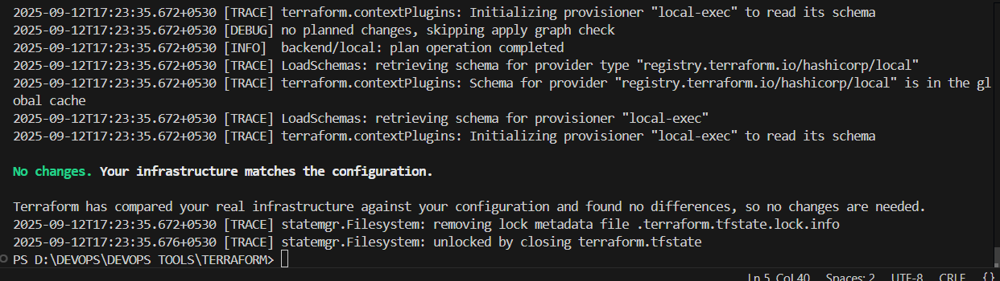 2025-09-12T17:23:35.672+0530 [TRACE] terraform.contextPlugins: Initializing provisioner "local-exec" to read its schema
2025-09-12T17:23:35.672+0530 [DEBUG] no planned changes, skipping apply graph check
2025-09-12T17:23:35.672+0530 [INFO]  backend/local: plan operation completed
2025-09-12T17:23:35.672+0530 [TRACE] LoadSchemas: retrieving schema for provider type "registry.terraform.io/hashicorp/local"
2025-09-12T17:23:35.672+0530 [TRACE] terraform.contextPlugins: Schema for provider "registry.terraform.io/hashicorp/local" is in the gl
obal cache
2025-09-12T17:23:35.672+0530 [TRACE] LoadSchemas: retrieving schema for provisioner "local-exec"
2025-09-12T17:23:35.672+0530 [TRACE] terraform.contextPlugins: Initializing provisioner "local-exec" to read its schema
No changes. Your infrastructure matches the configuration.
Terraform has compared your real infrastructure against your configuration and found no differences, so no changes are needed.
2025-09-12T17:23:35.672+0530 [TRACE] statemgr.Filesystem: removing lock metadata file .terraform.tfstate.lock.info
2025-09-12T17:23:35.676+0530 [TRACE] statemgr.Filesystem: unlocked by closing terraform.tfstate
PS D:\DEVOPS\DEVOPS TOOLS\TERRAFORM>
Ln 5, Col 40 Spaces: 2 UTF-8 CRLF {}